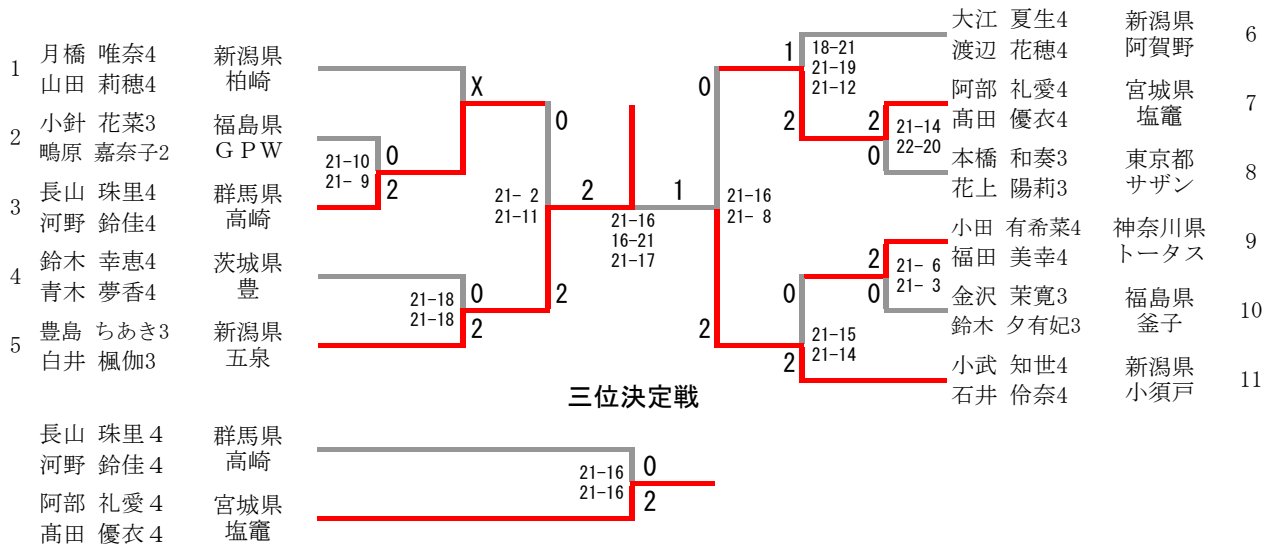 1
月橋 唯奈4 新潟県
山田 莉穂4 柏崎
2
小針 花菜3 福島県
鴫原 嘉奈子2 ＧＰＷ
3
長山 珠里4 群馬県
河野 鈴佳4 高崎
4
鈴木 幸恵4 茨城県
青木 夢香4 豊
5
豊島 ちあき3 新潟県
白井 楓伽3 五泉
X
0
21-10
21- 9
0
2
21- 2
21-11
21-18
21-18
0
2
2
2
21-16
16-21
21-17
1
0
21-16
21- 8
2
1
18-21
21-19
21-12
2
2
21-14
22-20
0
2
21- 6
21- 3
0
0
21-15
21-14
2
大江 夏生4 新潟県
渡辺 花穂4 阿賀野
6
阿部 礼愛4 宮城県
髙田 優衣4 塩竈
7
本橋 和奏3 東京都
花上 陽莉3 サザン
8
小田 有希菜4 神奈川県
福田 美幸4 トータス
9
金沢 茉寛3 福島県
鈴木 夕有妃3 釜子
10
小武 知世4 新潟県
石井 伶奈4 小須戸
11
三位決定戦
長山 珠里４ 群馬県
河野 鈴佳４ 高崎
阿部 礼愛４ 宮城県
髙田 優衣４ 塩竈
21-16
21-16
0
2